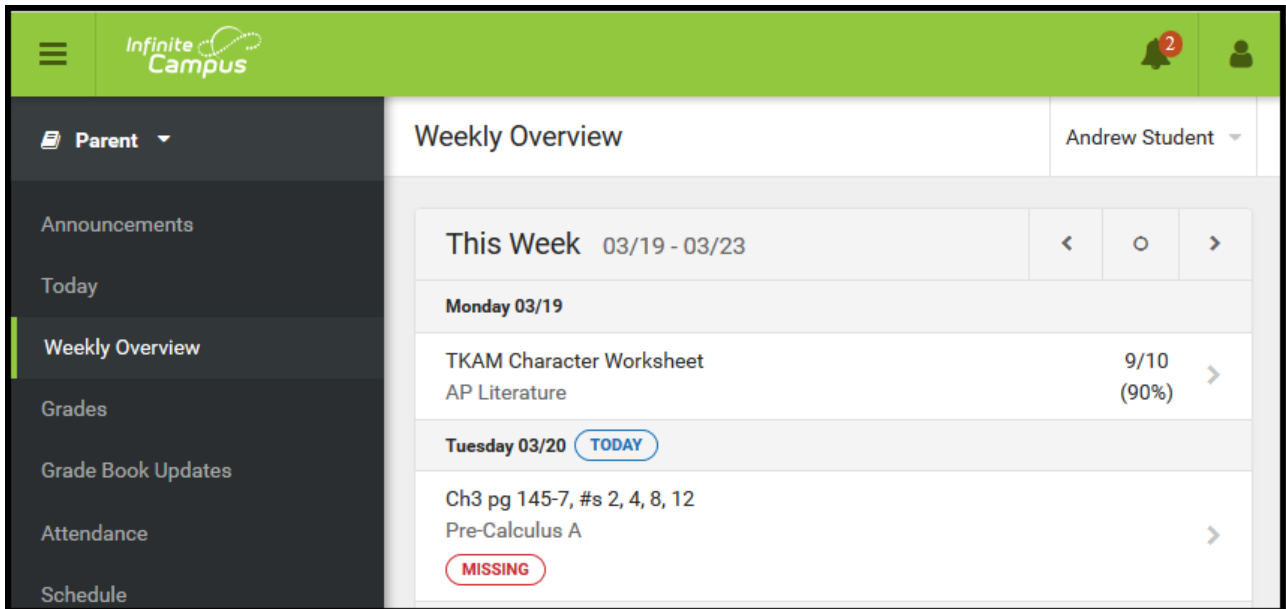 Infinite
Campus
2
Parent
Weekly Overview
Andrew Student
Announcements
Today
Weekly Overview
Grades
Grade Book Updates
Attendance
Schedule
This Week 03/19 - 03/23
Monday 03/19
TKAM Character Worksheet
9/10
AP Literature
(90%)
Tuesday 03/20 TODAY
Ch3 pg 145-7, #s 2, 4, 8, 12
Pre-Calculus A
MISSING